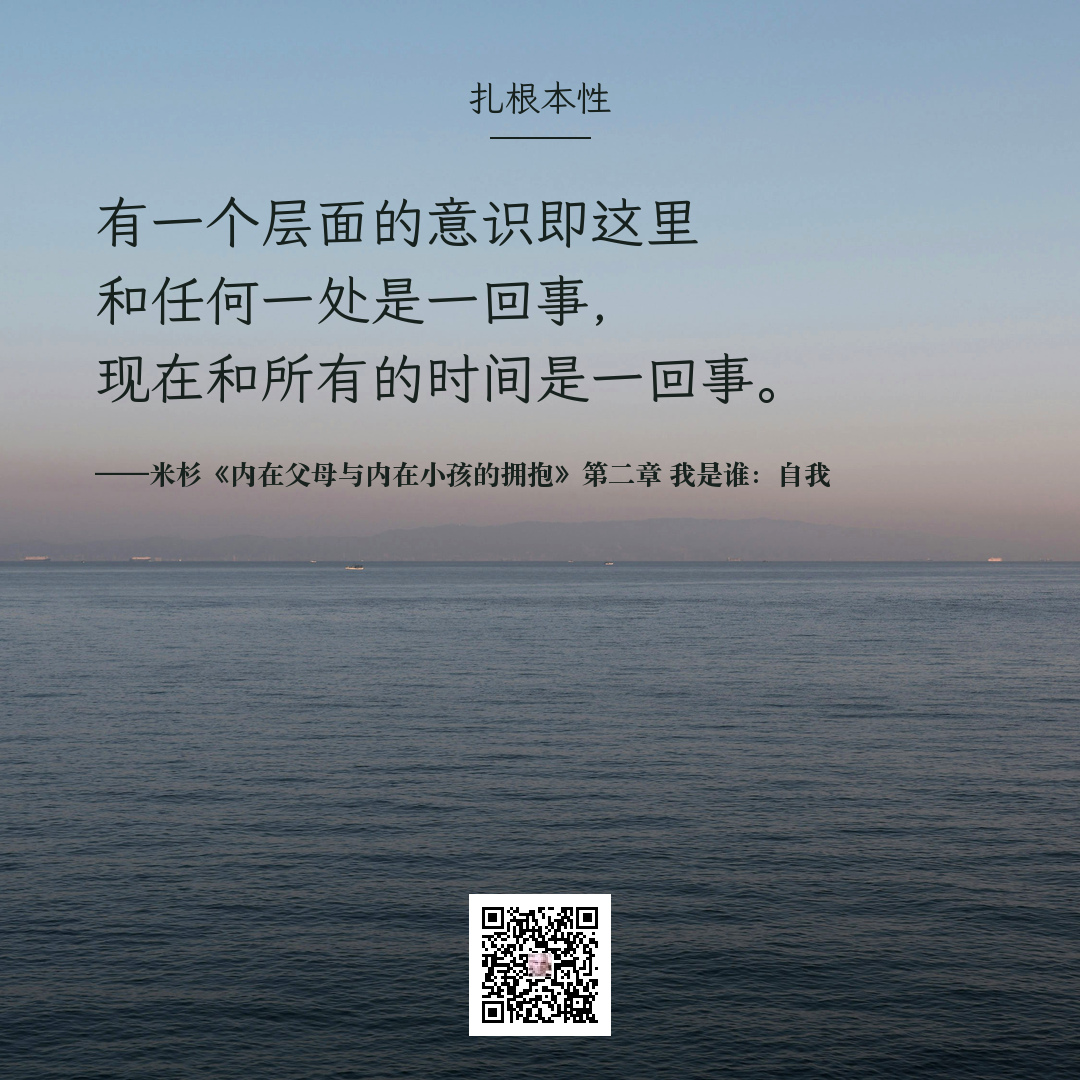 扎根本性
有一个层面的意识即这里
和任何一处是一回事，
现在和所有的时间是一回事。
——米杉《内在父母与内在小孩的拥抱》第二章 我是谁：自我